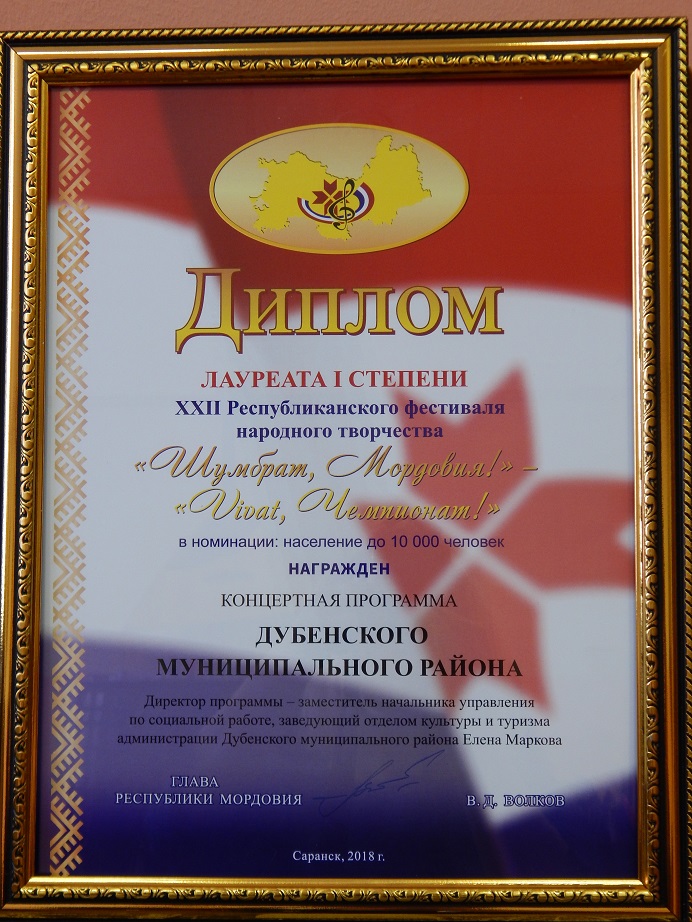 Диплом
ЛАУРЕАТА I СТЕПЕНИ
XXII Республиканского фестиваля
народного творчества
«Шумбрат, Мордовия!» –
«Vivat, Чемпионат!»
в номинации: население до 10 000 человек
НАГРАЖДЕН
КОНЦЕРТНАЯ ПРОГРАММА
ДУБЕНСКОГО
МУНИЦИПАЛЬНОГО РАЙОНА
Директор программы – заместитель начальника управления
по социальной работе, заведующий отделом культуры и туризма
администрации Дубенского муниципального района Елена Маркова
ГЛАВА
РЕСПУБЛИКИ МОРДОВИЯ В. Д. ВОЛКОВ
Саранск, 2018 г.